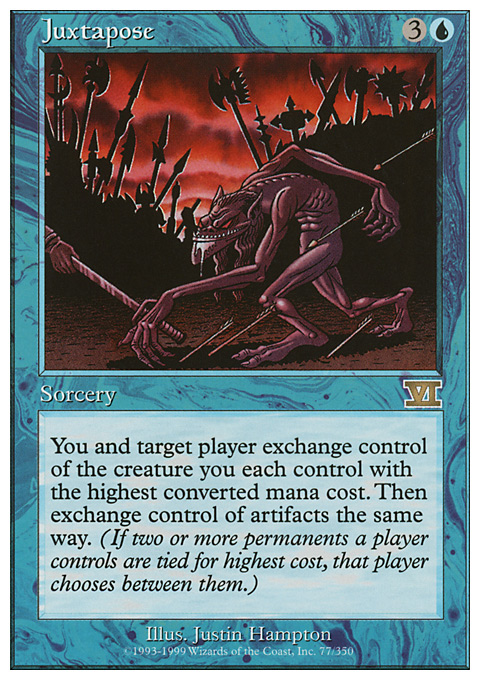 Juxtapose 3
Sorcery VI
You and target player exchange control
of the creature you each control with
the highest converted mana cost. Then
exchange control of artifacts the same
way. (If two or more permanents a player
controls are tied for highest cost, that player
chooses between them.)
Illus. Justin Hampton
©1993-1999 Wizards of the Coast, Inc. 77/350